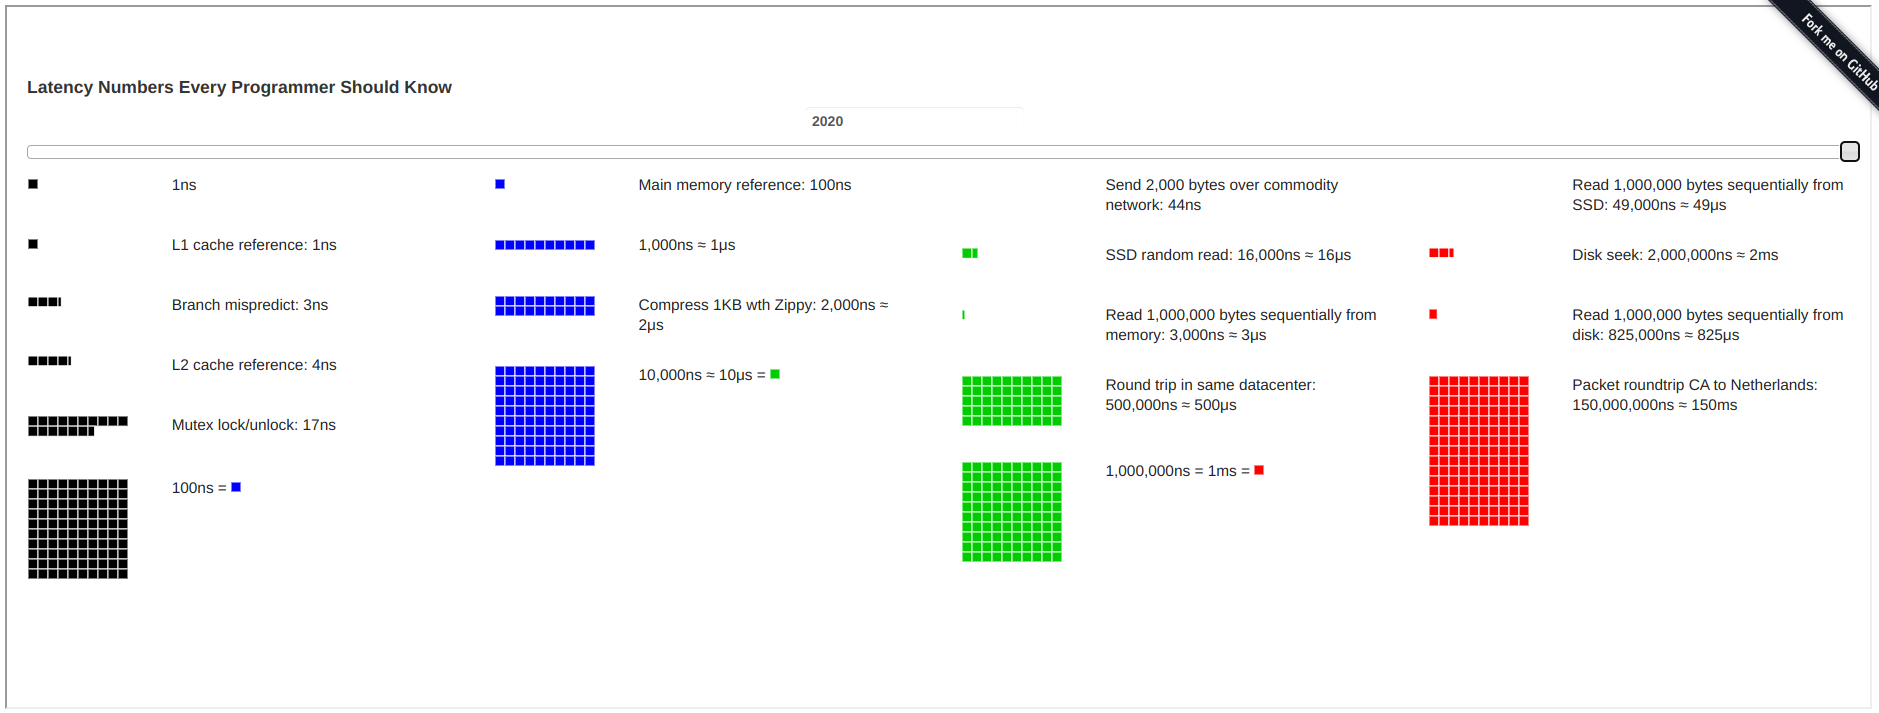 Fork me on GitHub
Latency Numbers Every Programmer Should Know
2020
1ns
L1 cache reference: 1ns
Branch mispredict: 3ns
L2 cache reference: 4ns
Mutex lock/unlock: 17ns
100ns =
Main memory reference: 100ns
1,000ns ≈ 1μs
Compress 1KB wth Zippy: 2,000ns ≈
2μs
10,000ns ≈ 10μs =
Send 2,000 bytes over commodity
network: 44ns
SSD random read: 16,000ns ≈ 16μs
Read 1,000,000 bytes sequentially from
memory: 3,000ns ≈ 3μs
Round trip in same datacenter:
500,000ns ≈ 500μs
1,000,000ns = 1ms =
Read 1,000,000 bytes sequentially from
SSD: 49,000ns ≈ 49μs
Disk seek: 2,000,000ns ≈ 2ms
Read 1,000,000 bytes sequentially from
disk: 825,000ns ≈ 825μs
Packet roundtrip CA to Netherlands:
150,000,000ns ≈ 150ms